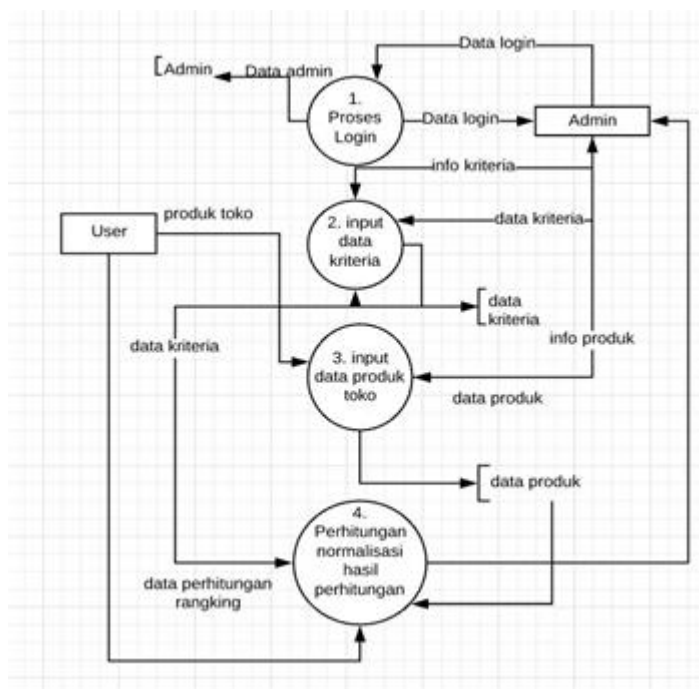 Data login
Admin
Data admin
1.
Proses
Login
Data login
Admin
info kriteria
produk toko
User
2. input
data
kriteria
data kriteria
data
kriteria
info produk
data kriteria
3. input
data produk
toko
data produk
data produk
4.
Perhitungan
normalisasi
hasil
perhitungan
data perhitungan
rangking